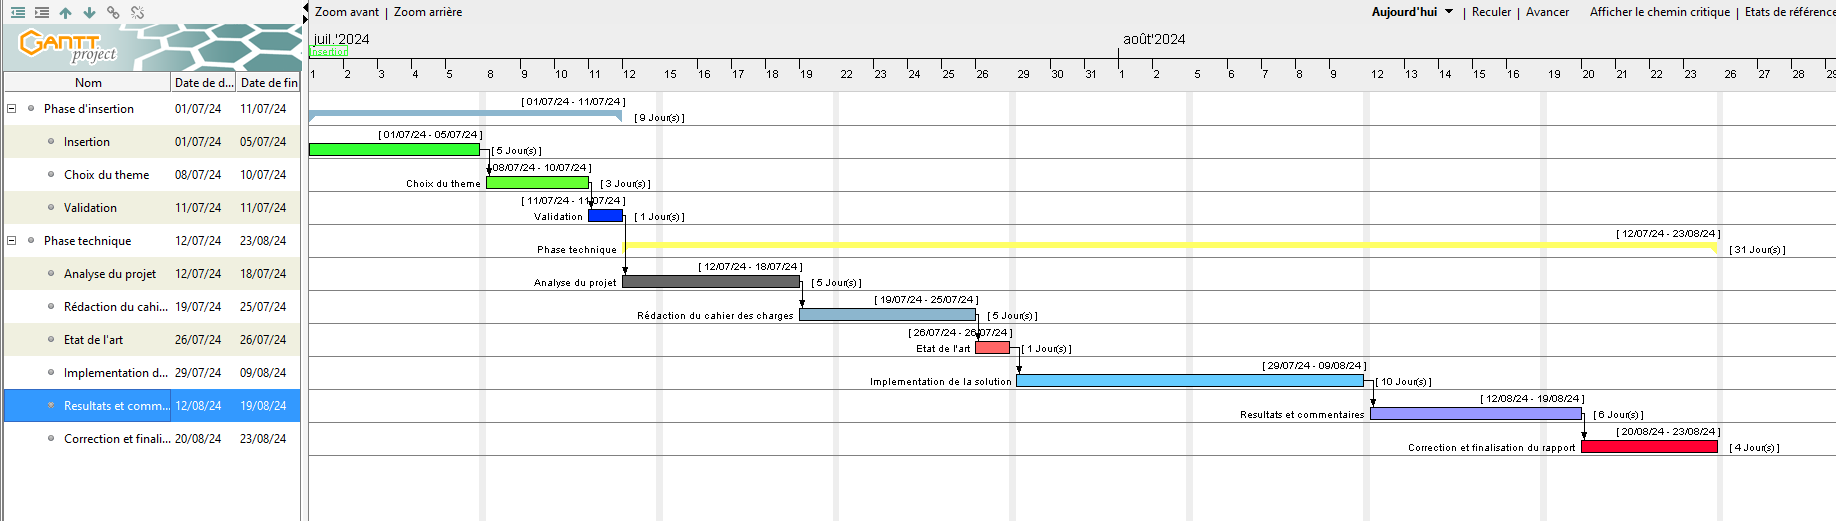 Zoom avant | Zoom arrière
Aujourd'hui | Reculer | Avancer Afficher le chemin critique | Etats de référence
GANTT project
juil.'2024 août'2024
Insertion
1 2 3 4 5 8 9 10 11 12 15 16 17 18 19 22 23 24 25 26 29 30 31 1 2 5 6 7 8 9 12 13 14 15 16 19 20 21 22 23 26 27 28 29
Nom Date de d... Date de fin
Phase d'insertion 01/07/24 11/07/24
[ 01/07/24 - 11/07/24 ]
[ 9 Jour(s) ]
Insertion 01/07/24 05/07/24
[ 01/07/24 - 05/07/24 ]
[ 5 Jour(s) ]
Choix du theme 08/07/24 10/07/24
08/07/24 - 10/07/24 ]
Choix du theme [ 3 Jour(s) ]
Validation 11/07/24 11/07/24
[ 11/07/24 - 11/07/24 ]
Validation [ 1 Jour(s) ]
Phase technique 12/07/24 23/08/24
[ 12/07/24 - 23/08/24 ]
Phase technique [ 31 Jour(s) ]
Analyse du projet 12/07/24 18/07/24
[ 12/07/24 - 18/07/24 ]
Analyse du projet [ 5 Jour(s) ]
Rédaction du cahi... 19/07/24 25/07/24
[ 19/07/24 - 25/07/24 ]
Rédaction du cahier des charges [ 5 Jour(s) ]
Etat de l'art 26/07/24 26/07/24
[ 26/07/24 - 26/07/24 ]
Etat de l'art [ 1 Jour(s) ]
Implementation d... 29/07/24 09/08/24
[ 29/07/24 - 09/08/24 ]
Implementation de la solution [ 10 Jour(s) ]
Resultats et comm... 12/08/24 19/08/24
[ 12/08/24 - 19/08/24 ]
Resultats et commentaires [ 6 Jour(s) ]
Correction et finali... 20/08/24 23/08/24
[ 20/08/24 - 23/08/24 ]
Correction et finalisation du rapport [ 4 Jour(s) ]